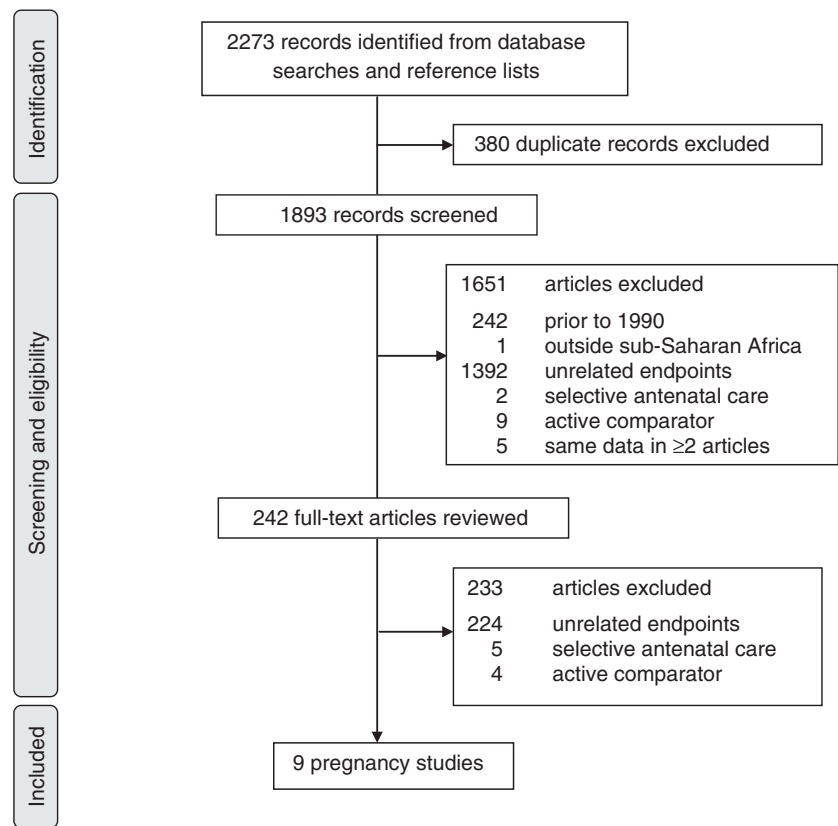 Identification
2273 records identified from database
searches and reference lists
380 duplicate records excluded
Screening and eligibility
1893 records screened
1651 articles excluded
242 prior to 1990
1 outside sub-Saharan Africa
1392 unrelated endpoints
2 selective antenatal care
9 active comparator
5 same data in ≥2 articles
242 full-text articles reviewed
233 articles excluded
224 unrelated endpoints
5 selective antenatal care
4 active comparator
Included
9 pregnancy studies